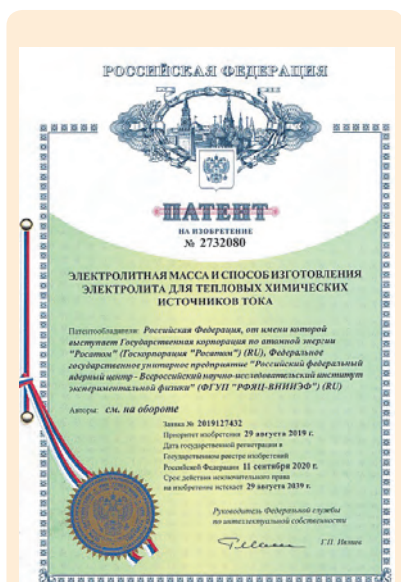 РОССИЙСКАЯ ФЕДЕРАЦИЯ
ПАТЕНТ
НА ИЗОБРЕТЕНИЕ
№ 2732080
ЭЛЕКТРОЛИТНАЯ МАССА И СПОСОБ ИЗГОТОВЛЕНИЯ
ЭЛЕКТРОЛИТА ДЛЯ ТЕПЛОВЫХ ХИМИЧЕСКИХ
ИСТОЧНИКОВ ТОКА
Патентообладатели: Российская Федерация, от имени которой
выступает Государственная корпорация по атомной энергии
"Росатом" (Госкорпорация "Росатом") (RU), Федеральное
государственное унитарное предприятие "Российский федеральный
ядерный центр - Всероссийский научно-исследовательский институт
экспериментальной физики" (ФГУП "РФЯЦ-ВНИИЭФ") (RU)
Авторы: см. на обороте
Заявка № 2019127432
Приоритет изобретения 29 августа 2019 г.
Дата государственной регистрации в
Государственном реестре изобретений
Российской Федерации 11 сентября 2020 г.
Срок действия исключительного права
на изобретение истекает 29 августа 2039 г.
Руководитель Федеральной службы
по интеллектуальной собственности
Г.П. Ивлиев